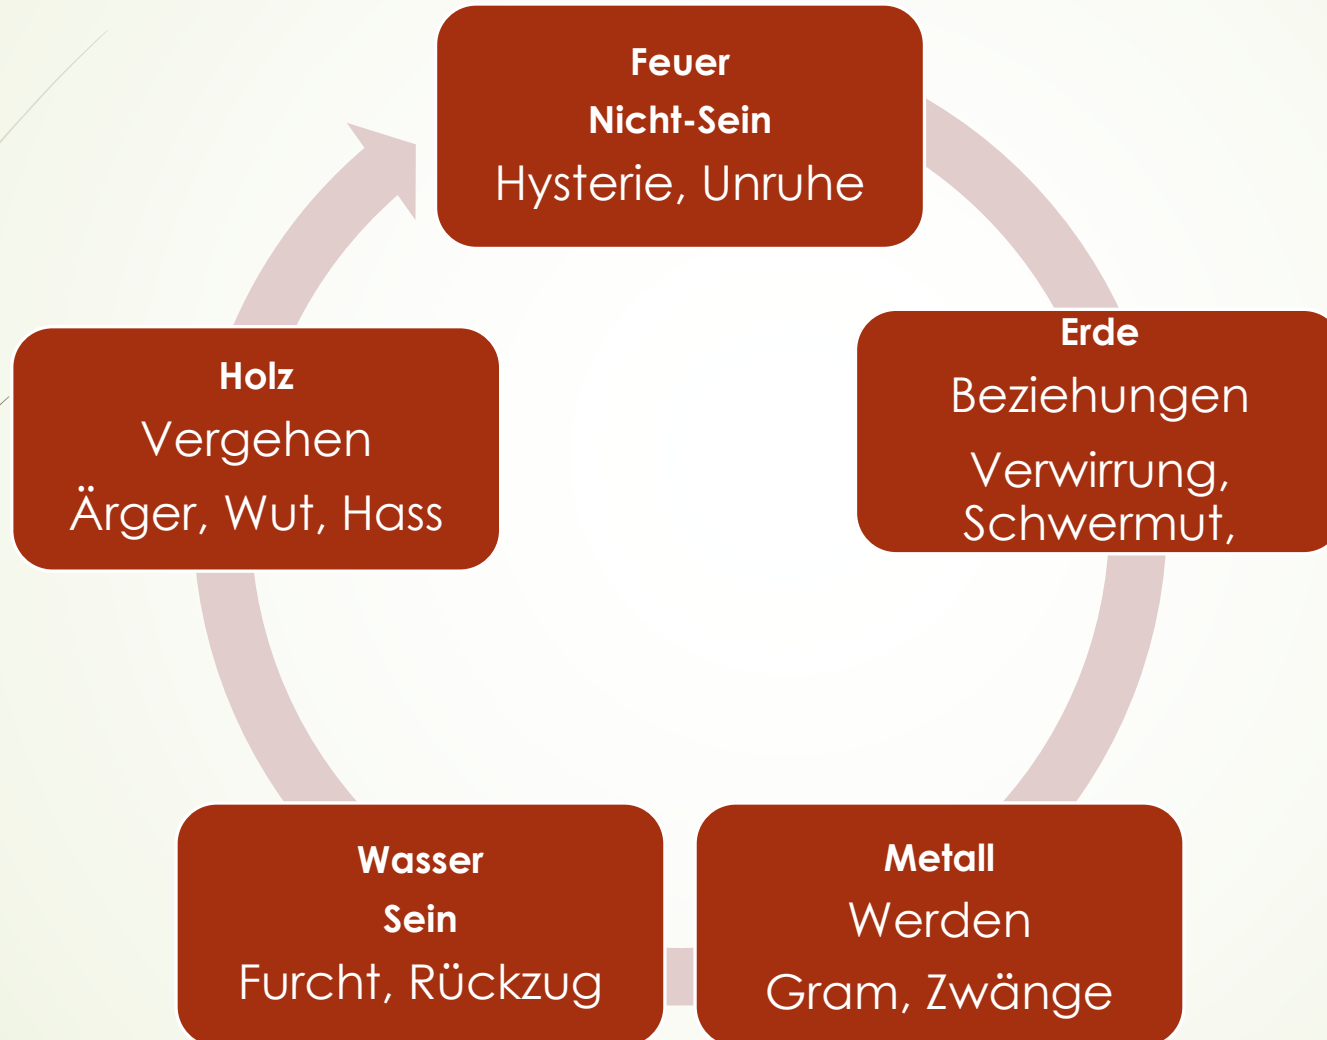 Feuer
Nicht-Sein
Hysterie, Unruhe
Erde
Beziehungen
Verwirrung,
Schwermut,
Metall
Werden
Gram, Zwänge
Wasser
Sein
Furcht, Rückzug
Holz
Vergehen
Ärger, Wut, Hass